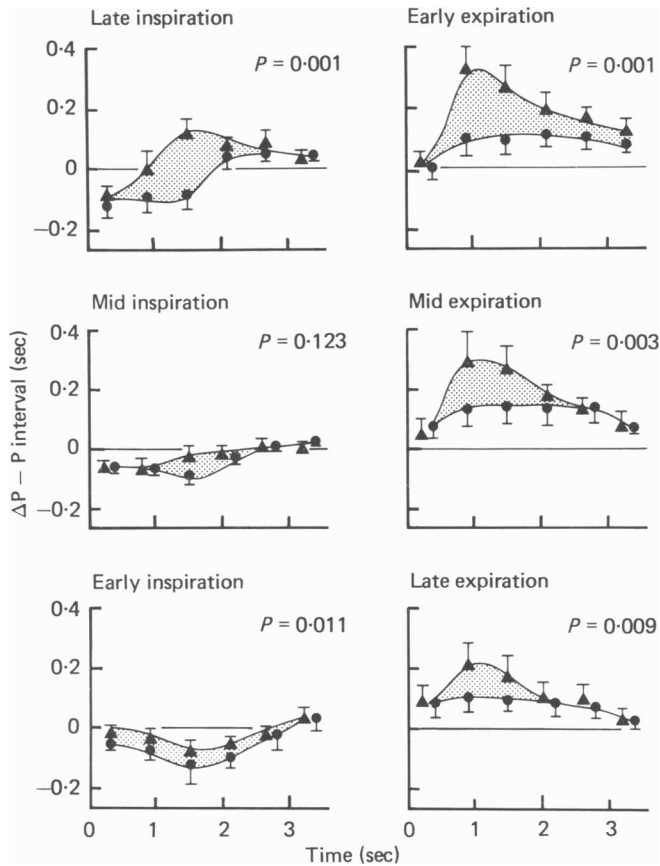 Late inspiration
Early expiration
0·4
P = 0·001
P = 0·001
0·2
0
−0·2
Mid inspiration
Mid expiration
0·4
P = 0·123
P = 0·003
0·2
0
−0·2
ΔP − P interval (sec)
Early inspiration
Late expiration
0·4
P = 0·011
P = 0·009
0·2
0
−0·2
0 1 2 3
0 1 2 3
Time (sec)